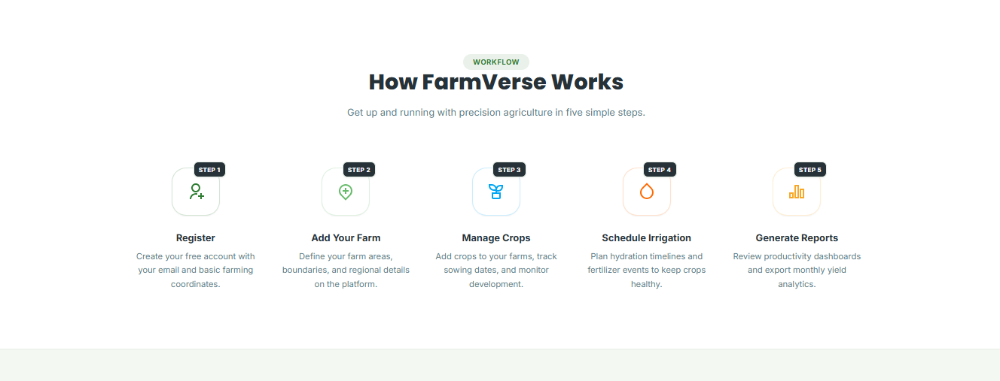 WORKFLOW
How FarmVerse Works
Get up and running with precision agriculture in five simple steps.
STEP 1
Register
Create your free account with
your email and basic farming
coordinates.
STEP 2
Add Your Farm
Define your farm areas,
boundaries, and regional details
on the platform.
STEP 3
Manage Crops
Add crops to your farms, track
sowing dates, and monitor
development.
STEP 4
Schedule Irrigation
Plan hydration timelines and
fertilizer events to keep crops
healthy.
STEP 5
Generate Reports
Review productivity dashboards
and export monthly yield
analytics.